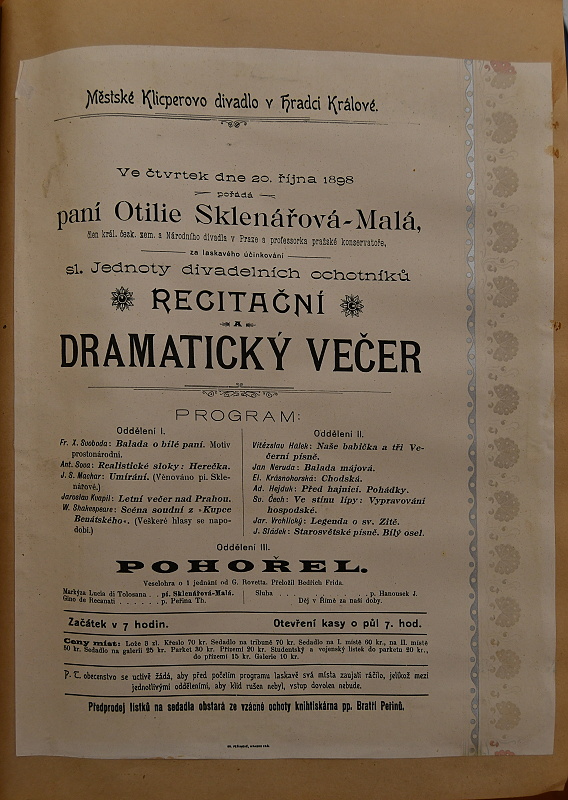 Městské Klicperovo divadlo v Hradci Králové.
Ve čtvrtek dne 20. října 1898
pořádá
paní Otilie Sklenářová-Malá,
člen král. česk. zem. a Národního divadla v Praze a professorka pražské konservatoře,
za laskavého účinkování
sl. Jednoty divadelních ochotníků
RECITAČNÍ
A
DRAMATICKÝ VEČER
PROGRAM:
Oddělení I.
Fr. X. Svoboda: Balada o bílé paní. Motiv
prostonárodní.
Ant. Sova: Realistické sloky: Herečka.
J. S. Machar: Umírání. (Věnováno pí. Skle-
nářové.)
Jaroslav Kvapil: Letní večer nad Prahou.
W. Shakespeare: Scéna soudní z »Kupce
Benátského«. (Veškeré hlasy se napo-
dobí.)
Oddělení II.
Vítězslav Hálek: Naše babička a tři Ve-
černí písně.
Jan Neruda: Balada májová.
El. Krásnohorská: Chodská.
Ad. Hejduk: Před hájnicí. Pohádky.
Sv. Čech: Ve stínu lípy: Vypravování
hospodské.
Jar. Vrchlický: Legenda o sv. Zitě.
J. Sládek: Starosvětské písně. Bílý osel.
Oddělení III.
POHOŘEL.
Veselohra o 1 jednání od G. Rovetta. Přeložil Bedřich Frida.
Markýza Lucia di Tolosana . . pí. Sklenářová-Malá.
Gino de Recanati . . . . . . p. Peřina Th.
Sluha . . . . . . . . . . p. Hanousek J.
Děj v Římě za naší doby.
Začátek v 7 hodin. Otevření kasy o půl 7. hod.
Ceny míst: Lože 3 zl. Křeslo 70 kr. Sedadlo na tribuně 70 kr. Sedadlo na I. místě 60 kr., na II. místě
50 kr. Sedadlo na galerii 25 kr. Parket 30 kr. Přízemí 20 kr. Studentský a vojenský lístek do parketu 20 kr.,
do přízemí 15 kr. Galerie 10 kr.
P. T. obecenstvo se uctivě žádá, aby před početím programu laskavě svá místa zaujati ráčilo, jelikož mezi
jednotlivými odděleními, aby klid rušen nebyl, vstup dovolen nebude.
Předprodej lístků na sedadla obstará ze vzácné ochoty knihtiskárna pp. Bratří Peřinů.